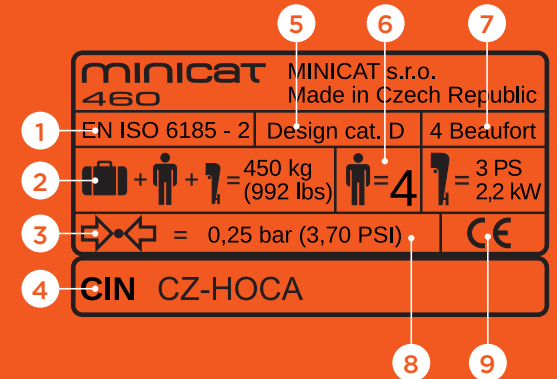 5 6 7
minicat MINICAT s.r.o.
460 Made in Czech Republic
1 EN ISO 6185 - 2 Design cat. D 4 Beaufort
2 + + = 450 kg (992 lbs) = 4 = 3 PS 2,2 kW
3 = 0,25 bar (3,70 PSI) CE
4 CIN CZ-HOCA
8 9